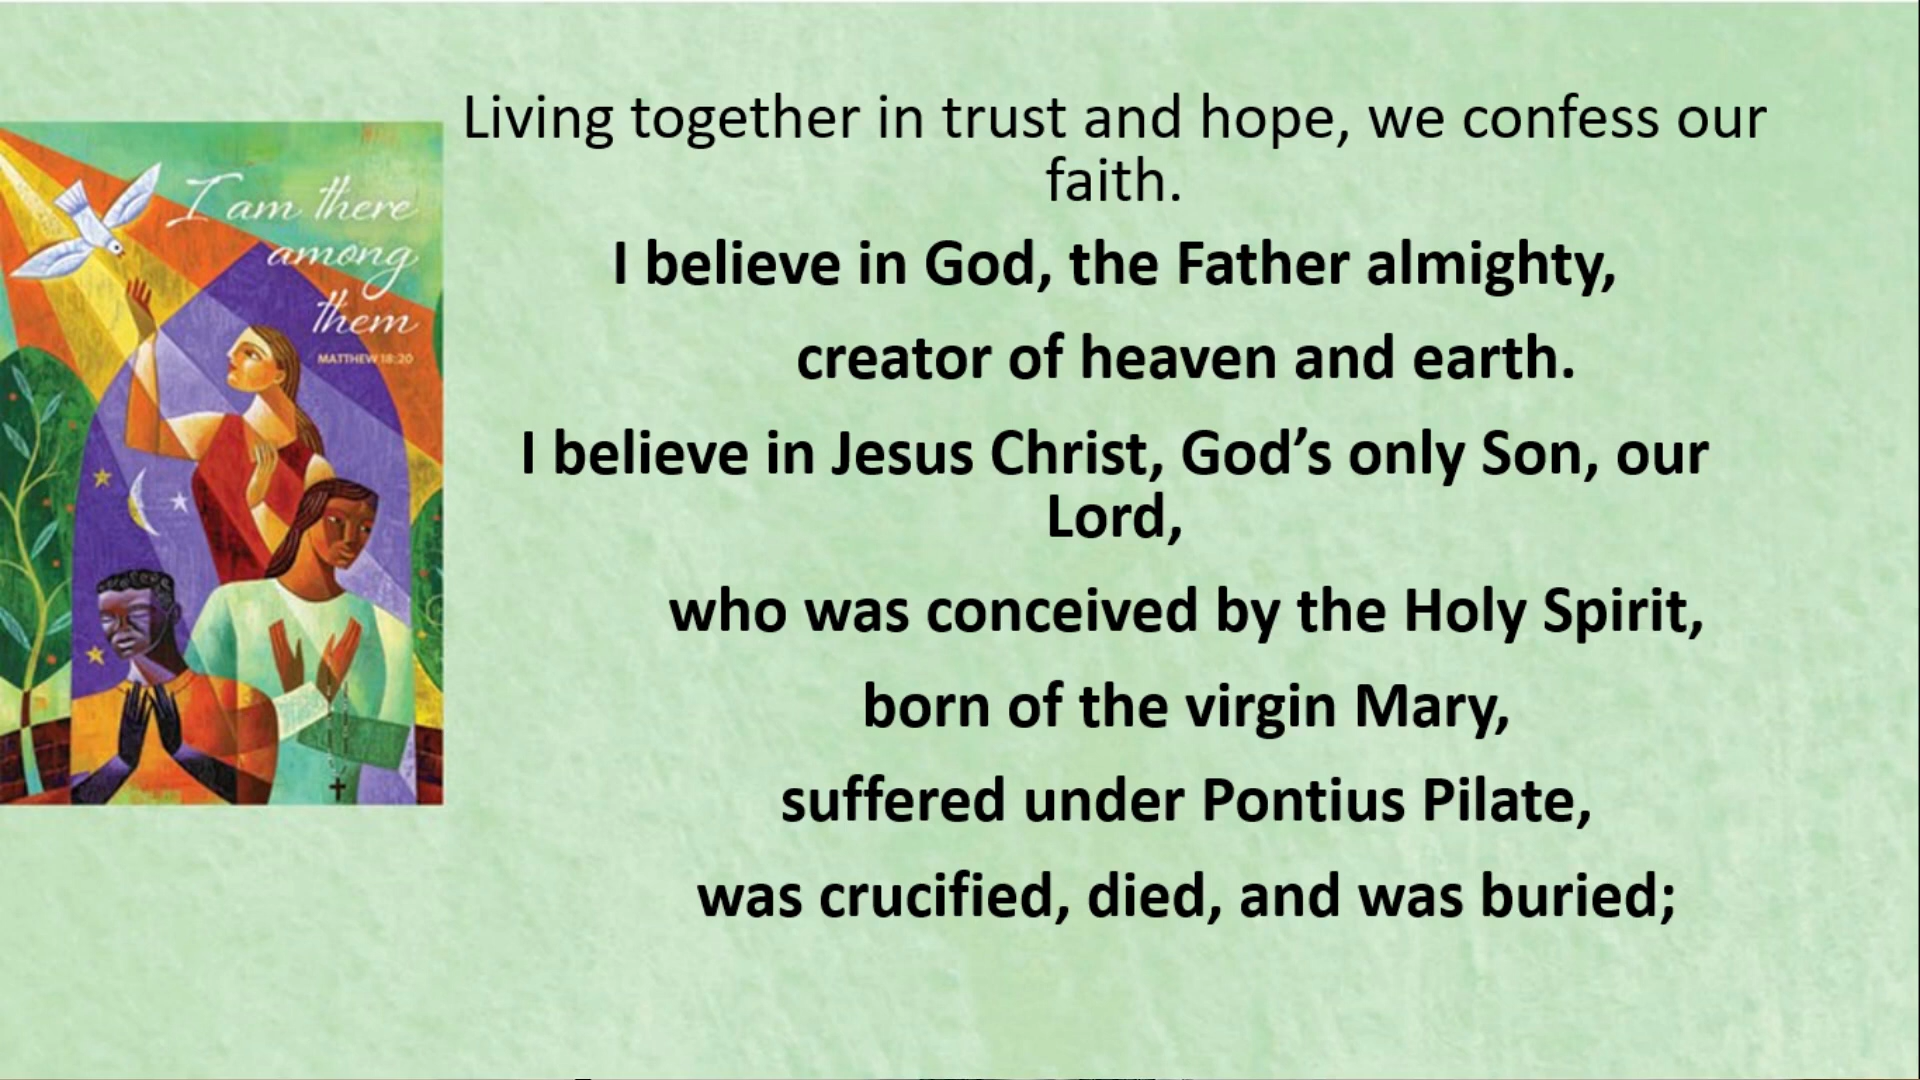 I am there
among
them
MATTHEW 18:20
Living together in trust and hope, we confess our
faith.
I believe in God, the Father almighty,
creator of heaven and earth.
I believe in Jesus Christ, God’s only Son, our
Lord,
who was conceived by the Holy Spirit,
born of the virgin Mary,
suffered under Pontius Pilate,
was crucified, died, and was buried;